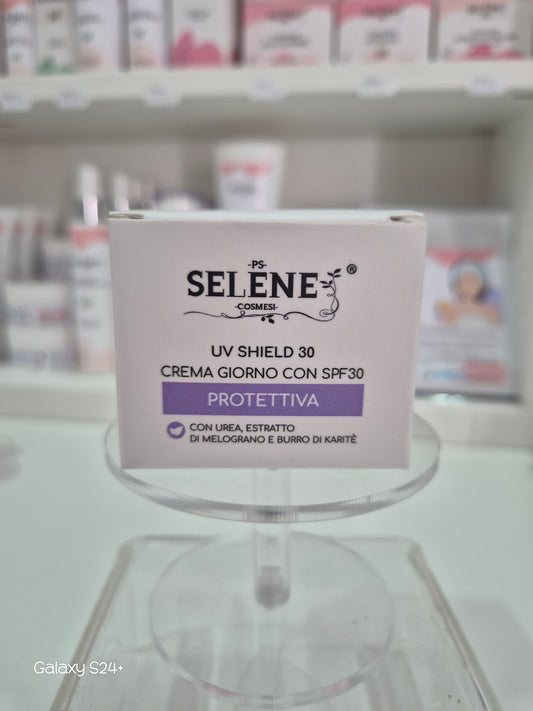 -PS-
SELÈNE®
-COSMESI-
UV SHIELD 30
CREMA GIORNO CON SPF30
PROTETTIVA
CON UREA, ESTRATTO
DI MELOGRANO E BURRO DI KARITÈ
Galaxy S24+